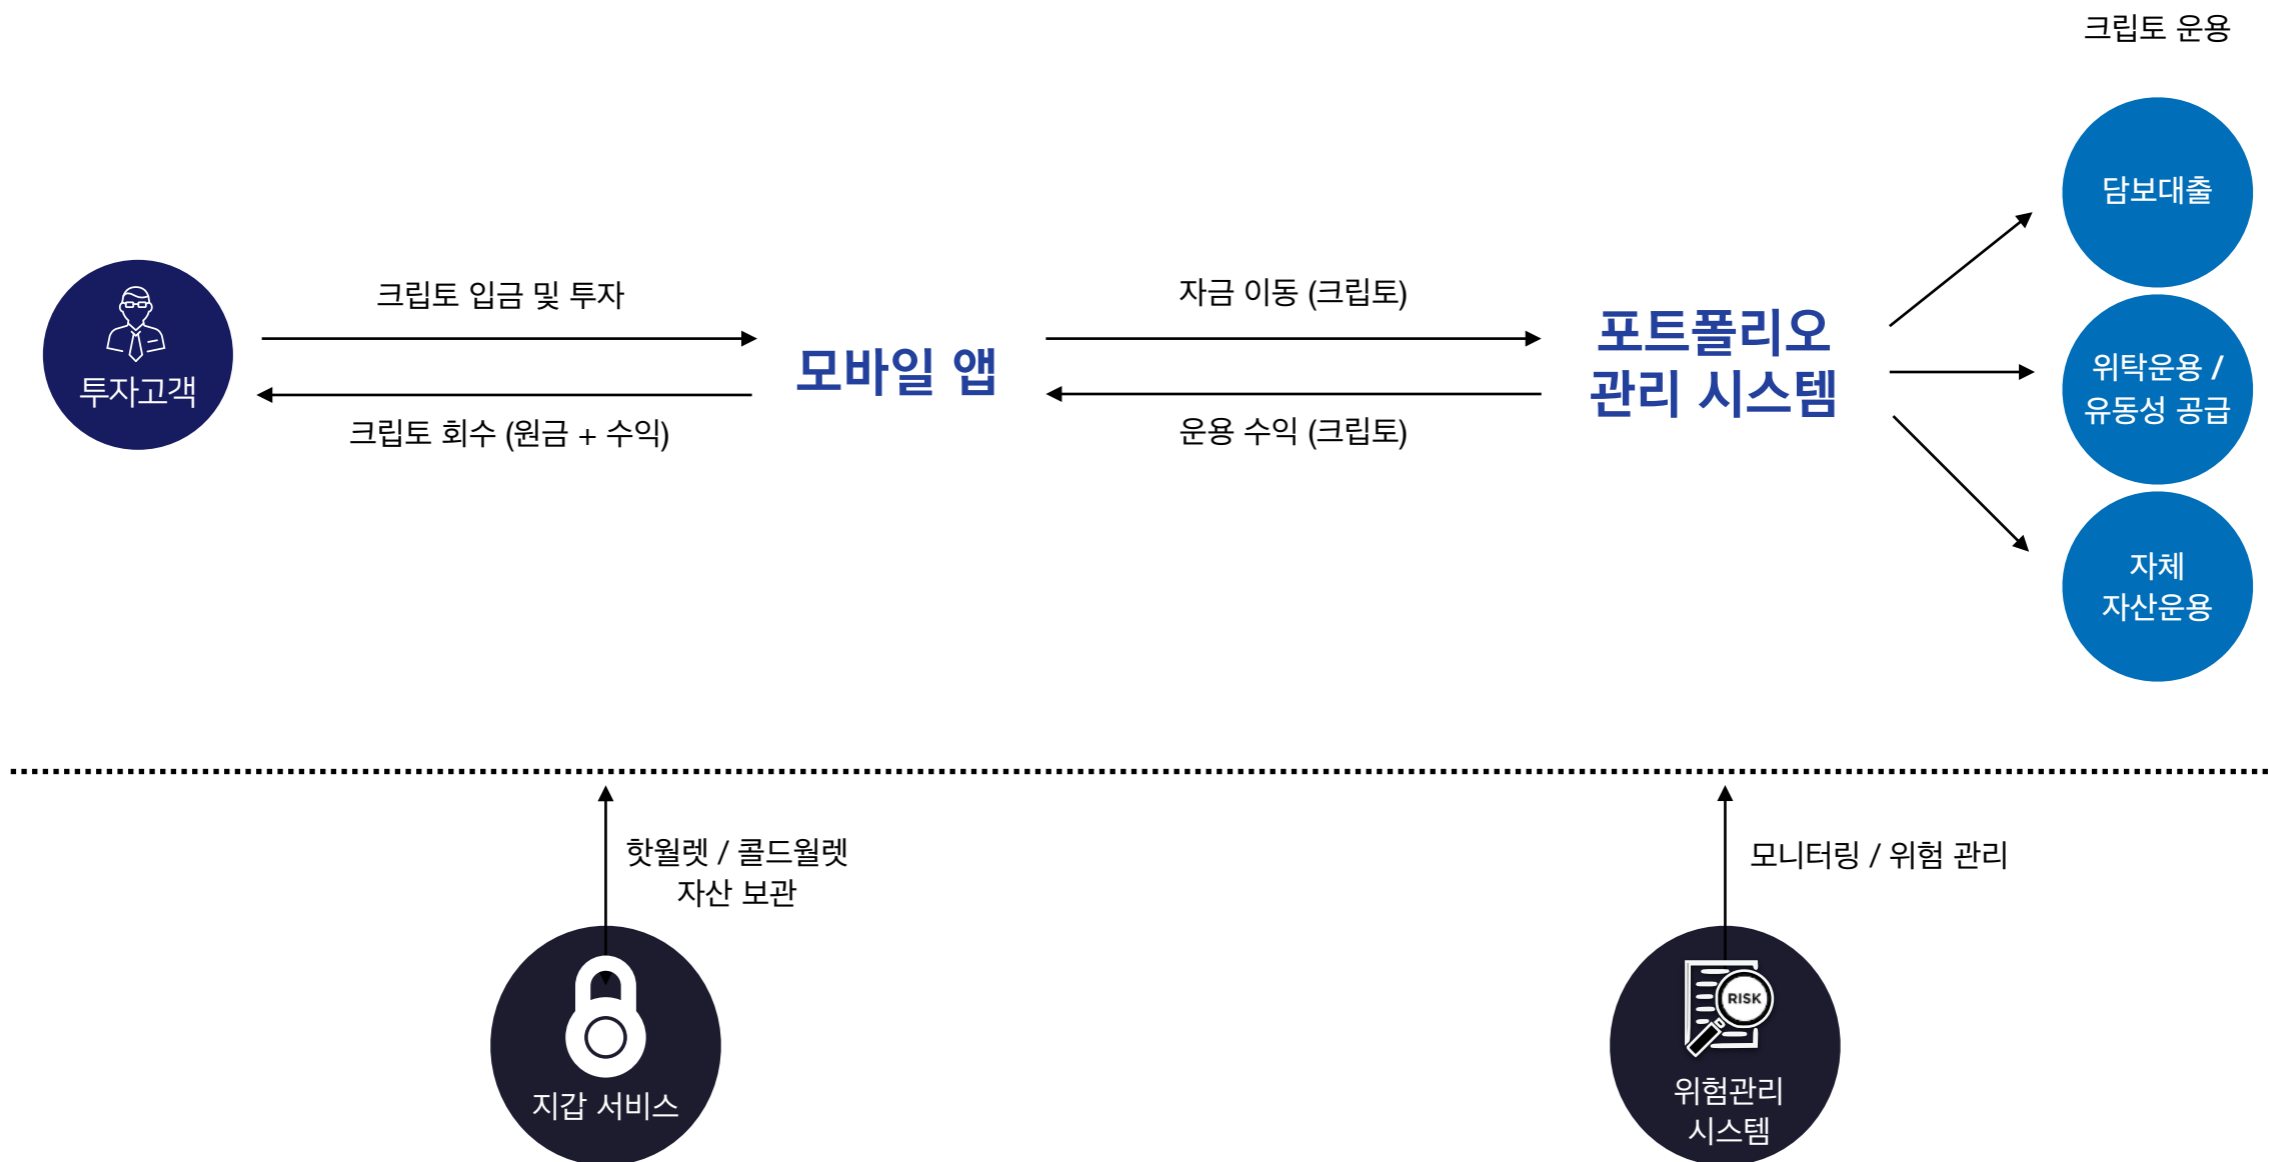 크립토 운용
담보대출
투자고객
크립토 입금 및 투자
크립토 회수 (원금 + 수익)
모바일 앱
자금 이동 (크립토)
운용 수익 (크립토)
포트폴리오
관리 시스템
위탁운용 /
유동성 공급
자체
자산운용
핫월렛 / 콜드월렛
자산 보관
지갑 서비스
모니터링 / 위험 관리
RISK
위험관리
시스템